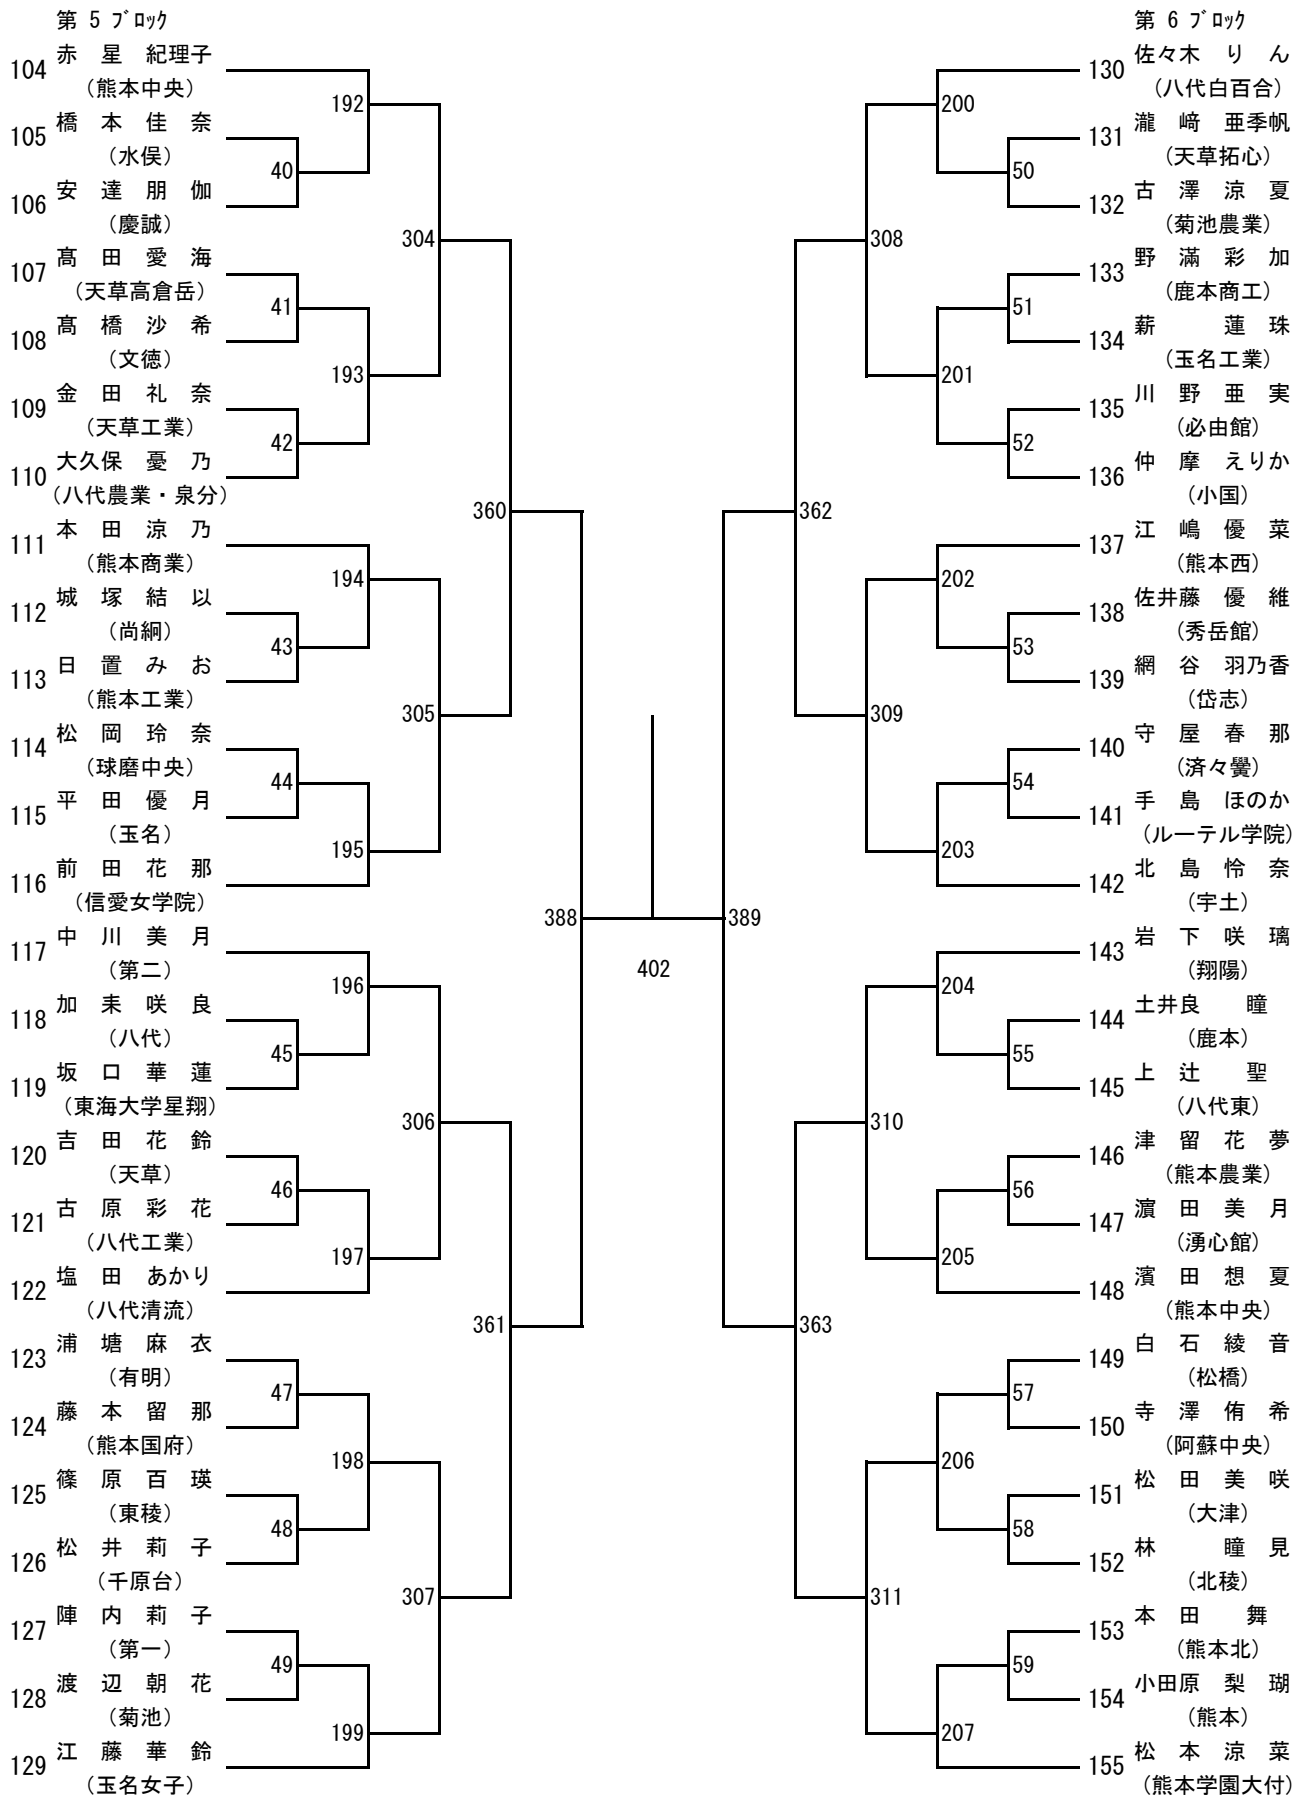 第 5 ﾌﾞﾛｯｸ
104 赤 星 紀理子
（熊本中央）
105 橋 本 佳 奈
（水俣）
106 安 達 朋 伽
（慶誠）
107 髙 田 愛 海
（天草高倉岳）
108 髙 橋 沙 希
（文徳）
109 金 田 礼 奈
（天草工業）
110 大久保 憂 乃
（八代農業・泉分）
111 本 田 涼 乃
（熊本商業）
112 城 塚 結 以
（尚絅）
113 日 置 み お
（熊本工業）
114 松 岡 玲 奈
（球磨中央）
115 平 田 優 月
（玉名）
116 前 田 花 那
（信愛女学院）
117 中 川 美 月
（第二）
118 加 耒 咲 良
（八代）
119 坂 口 華 蓮
（東海大学星翔）
120 吉 田 花 鈴
（天草）
121 古 原 彩 花
（八代工業）
122 塩 田 あかり
（八代清流）
123 浦 塘 麻 衣
（有明）
124 藤 本 留 那
（熊本国府）
125 篠 原 百 瑛
（東稜）
126 松 井 莉 子
（千原台）
127 陣 内 莉 子
（第一）
128 渡 辺 朝 花
（菊池）
129 江 藤 華 鈴
（玉名女子）
40
41
42
43
44
45
46
47
48
49
192
193
194
195
196
197
198
199
304
305
306
307
360
361
388
402
389
362
363
308
309
310
311
200
201
202
203
204
205
206
207
50
51
52
53
54
55
56
57
58
59
第 6 ﾌﾞﾛｯｸ
130 佐々木 り ん
（八代白百合）
131 瀧 﨑 亜季帆
（天草拓心）
132 古 澤 涼 夏
（菊池農業）
133 野 滿 彩 加
（鹿本商工）
134 薪 蓮 珠
（玉名工業）
135 川 野 亜 実
（必由館）
136 仲 摩 えりか
（小国）
137 江 嶋 優 菜
（熊本西）
138 佐井藤 優 維
（秀岳館）
139 網 谷 羽乃香
（岱志）
140 守 屋 春 那
（済々黌）
141 手 島 ほのか
（ルーテル学院）
142 北 島 怜 奈
（宇土）
143 岩 下 咲 璃
（翔陽）
144 土井良 瞳
（鹿本）
145 上 辻 聖
（八代東）
146 津 留 花 夢
（熊本農業）
147 濵 田 美 月
（湧心館）
148 濱 田 想 夏
（熊本中央）
149 白 石 綾 音
（松橋）
150 寺 澤 侑 希
（阿蘇中央）
151 松 田 美 咲
（大津）
152 林 瞳 見
（北稜）
153 本 田 舞
（熊本北）
154 小田原 梨 瑚
（熊本）
155 松 本 涼 菜
（熊本学園大付）